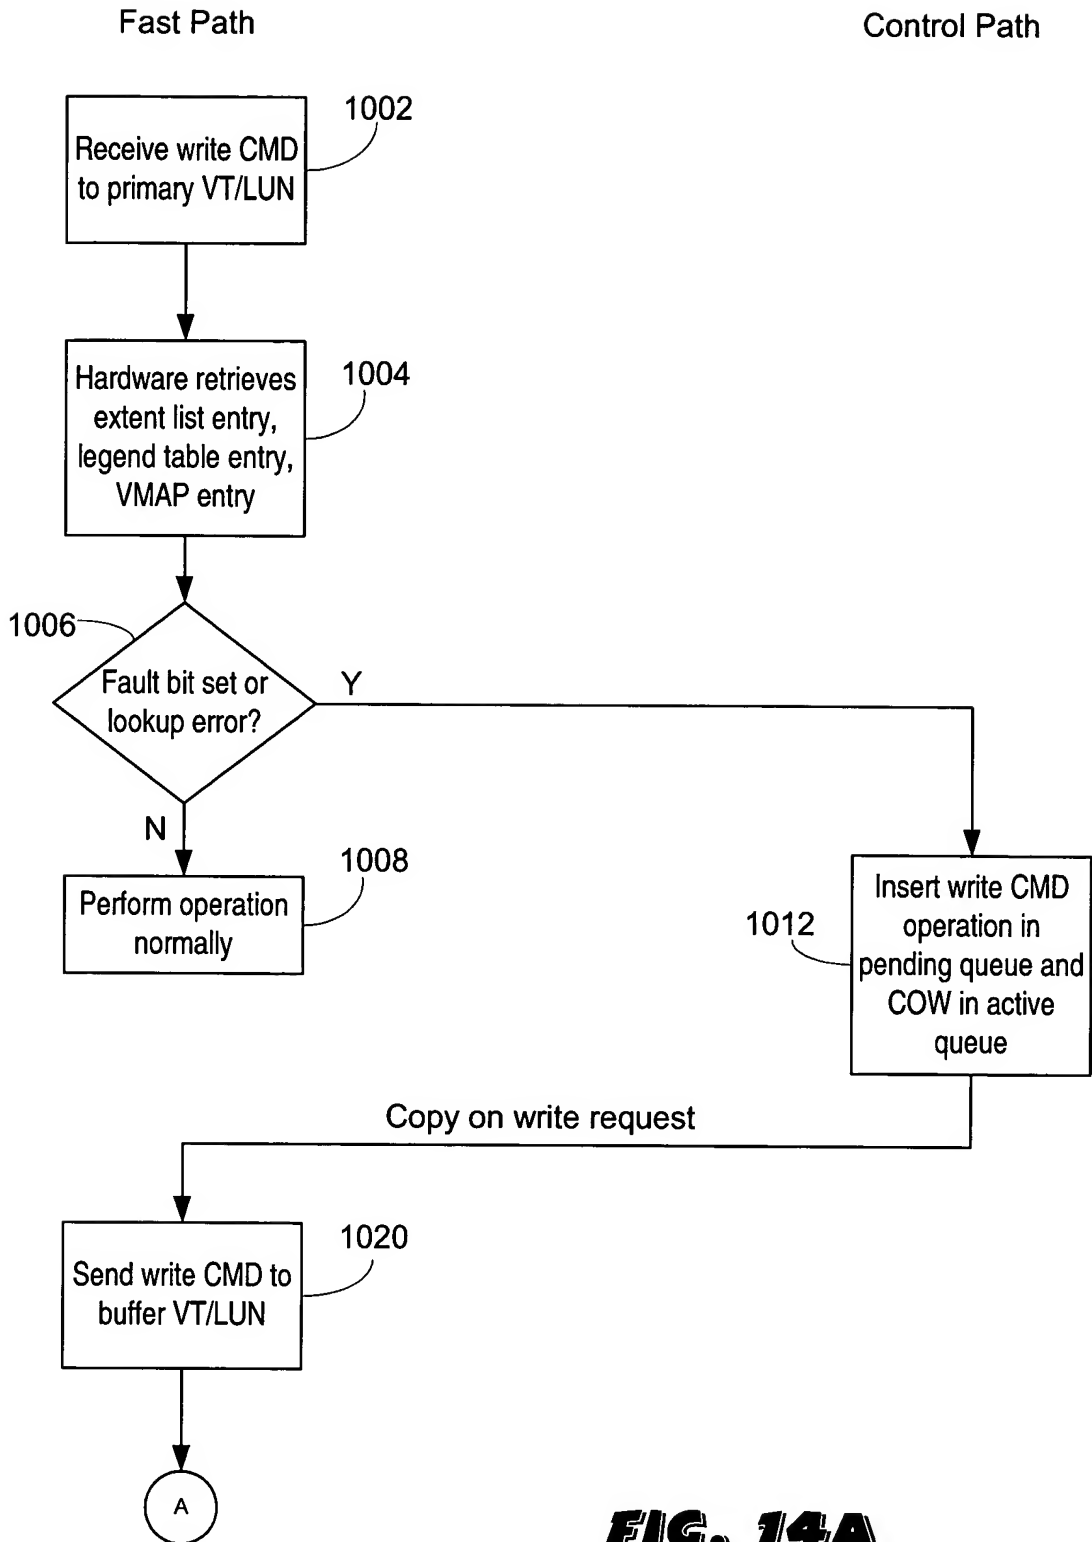 Fast Path
Control Path
1002
Receive write CMD
to primary VT/LUN
1004
Hardware retrieves
extent list entry,
legend table entry,
VMAP entry
1006
Fault bit set or
lookup error?
Y
N
1008
Perform operation
normally
1012
Insert write CMD
operation in
pending queue and
COW in active
queue
Copy on write request
1020
Send write CMD to
buffer VT/LUN
A
FIG. 14A